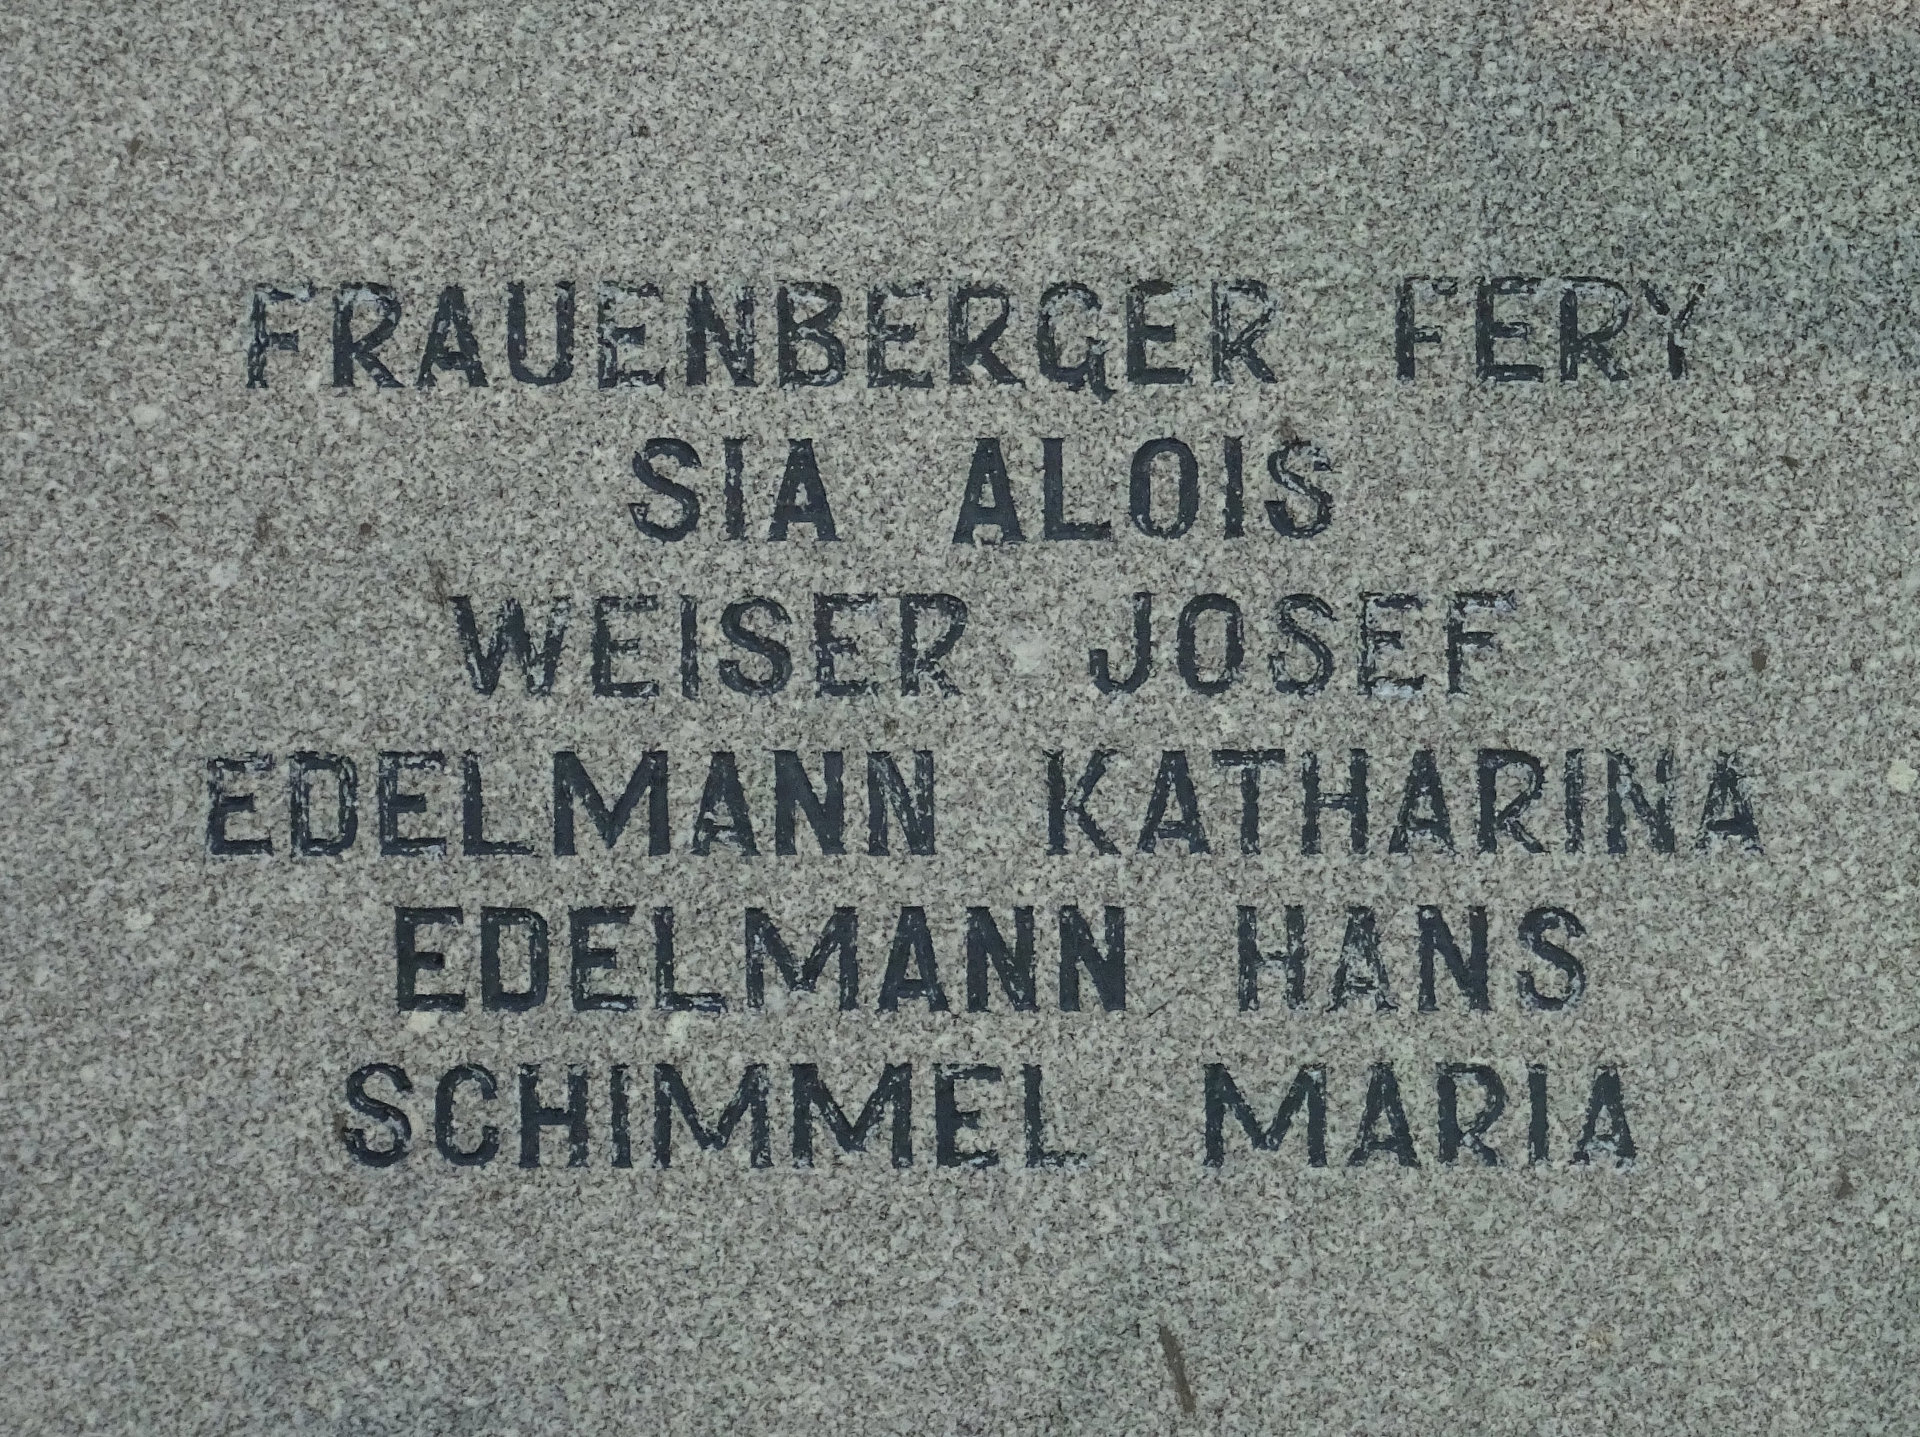 FRAUENBERGER FERY
SIA ALOIS
WEISER JOSEF
EDELMANN KATHARINA
EDELMANN HANS
SCHIMMEL MARIA